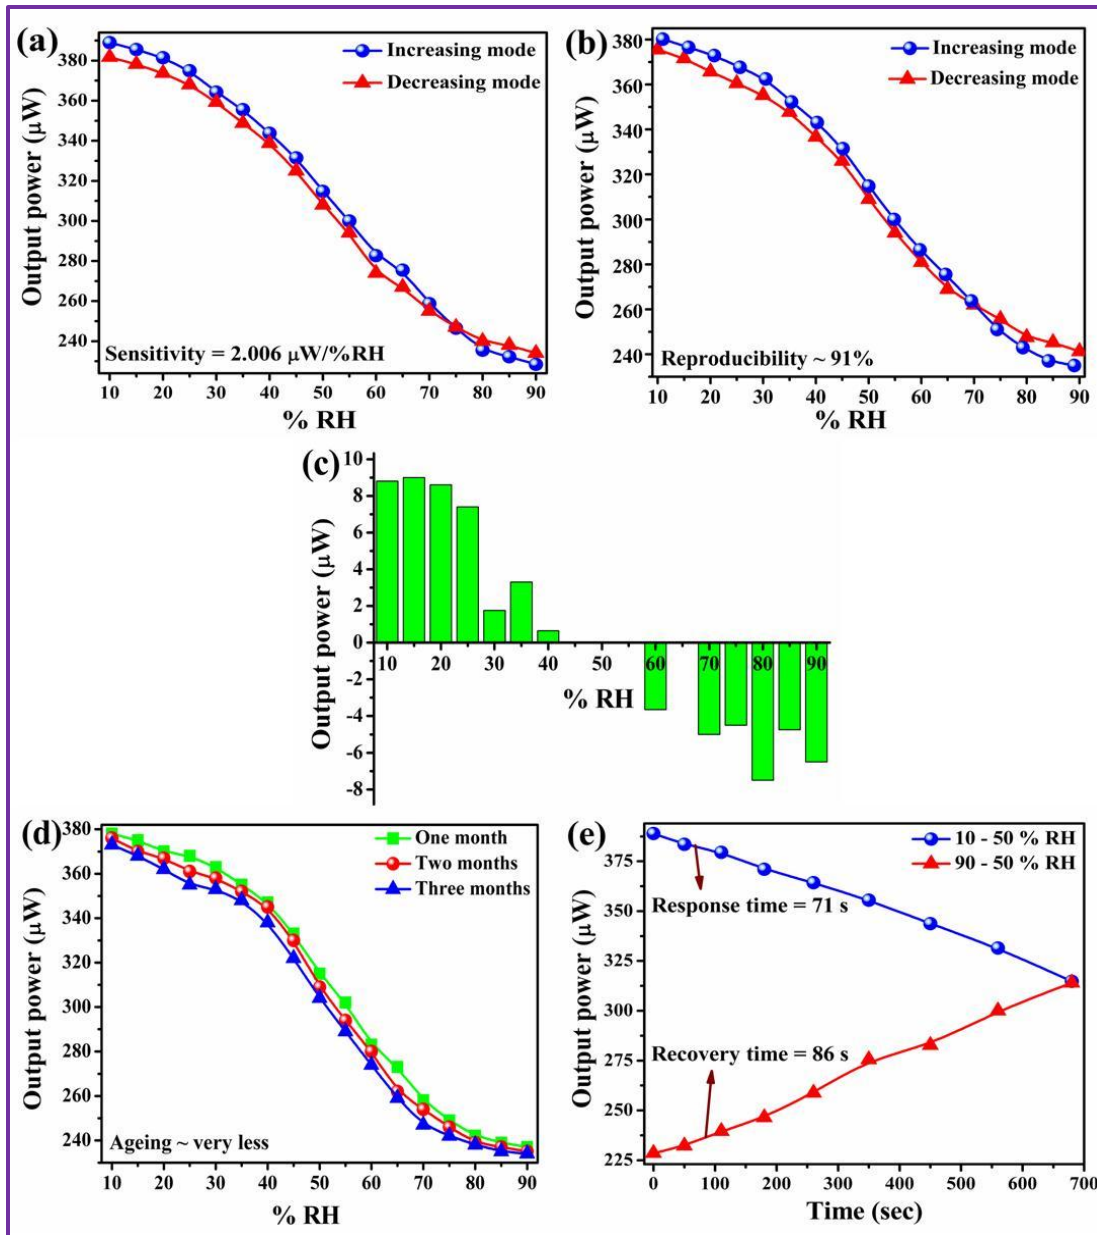 (a)
Increasing mode
Decreasing mode
380
360
340
320
300
280
260
240
Output power (μW)
Sensitivity = 2.006 μW/%RH
10 20 30 40 50 60 70 80 90
% RH
(b)
Increasing mode
Decreasing mode
380
360
340
320
300
280
260
240
Output power (μW)
Reproducibility ~ 91%
10 20 30 40 50 60 70 80 90
% RH
(c)
10
8
6
4
2
0
-2
-4
-6
-8
Output power (μW)
10 20 30 40 50 60 70 80 90
% RH
(d)
One month
Two months
Three months
380
360
340
320
300
280
260
240
Output power (μW)
Ageing ~ very less
10 20 30 40 50 60 70 80 90
% RH
(e)
10 - 50 % RH
90 - 50 % RH
375
350
325
300
275
250
225
Output power (μW)
Response time = 71 s
Recovery time = 86 s
0 100 200 300 400 500 600 700
Time (sec)